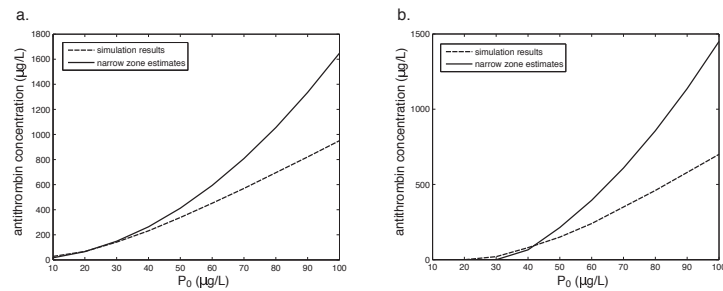 a.
antithrombin concentration (µg/L)
1800
1600
1400
1200
1000
800
600
400
200
0
simulation results
narrow zone estimates
10 20 30 40 50 60 70 80 90 100
P0 (µg/L)
b.
antithrombin concentration (µg/L)
1500
1000
500
0
simulation results
narrow zone estimates
10 20 30 40 50 60 70 80 90 100
P0 (µg/L)